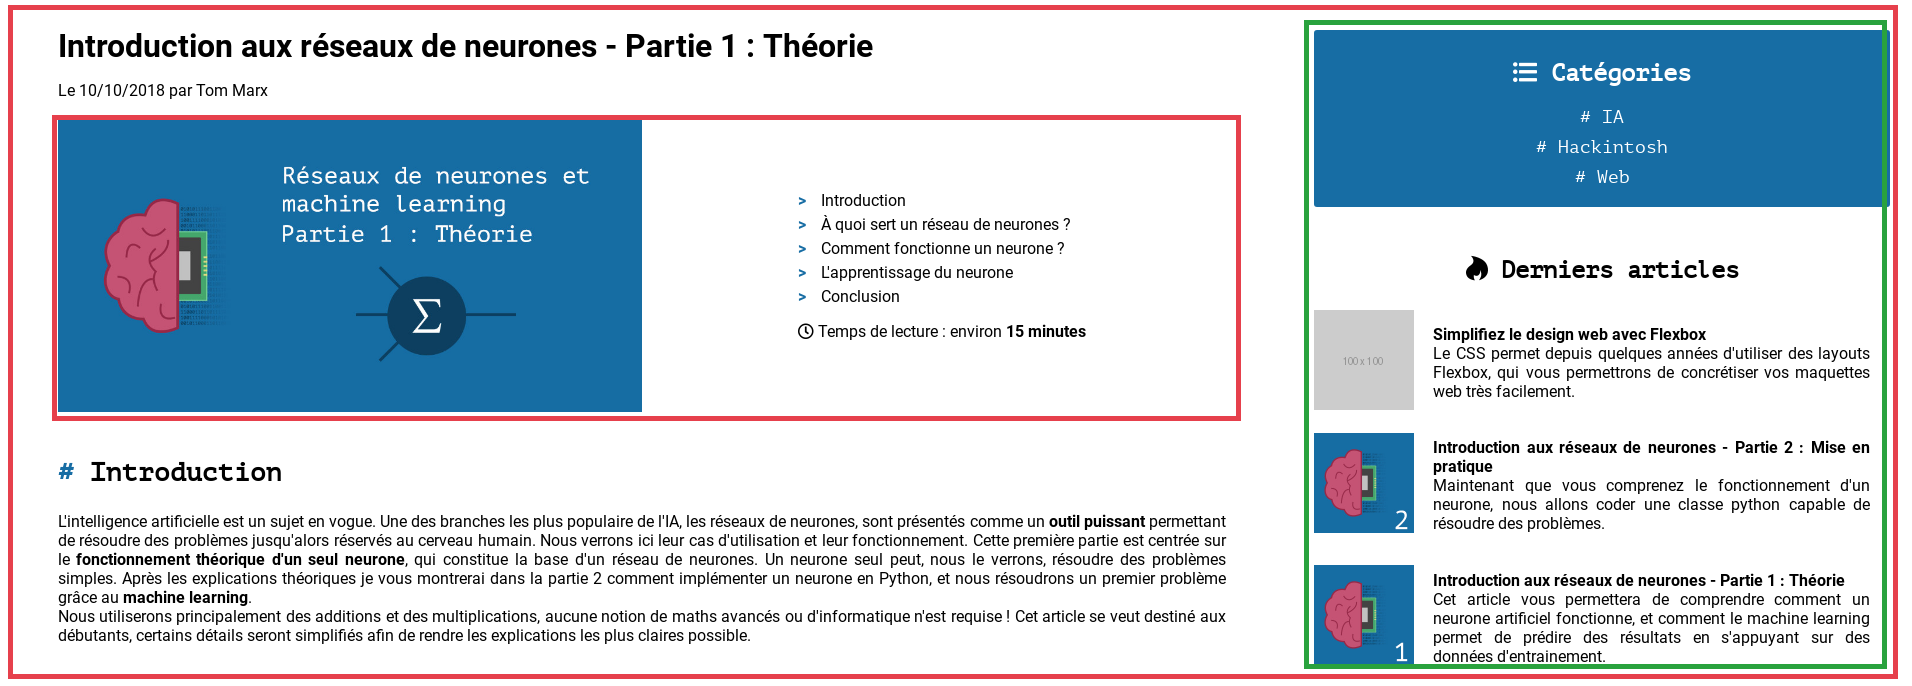 Introduction aux réseaux de neurones - Partie 1 : Théorie
Le 10/10/2018 par Tom Marx
Réseaux de neurones et
machine learning
Partie 1 : Théorie
Σ
> Introduction
> À quoi sert un réseau de neurones ?
> Comment fonctionne un neurone ?
> L'apprentissage du neurone
> Conclusion
Temps de lecture : environ 15 minutes
# Introduction
L'intelligence artificielle est un sujet en vogue. Une des branches les plus populaire de l'IA, les réseaux de neurones, sont présentés comme un outil puissant permettant
de résoudre des problèmes jusqu'alors réservés au cerveau humain. Nous verrons ici leur cas d'utilisation et leur fonctionnement. Cette première partie est centrée sur
le fonctionnement théorique d'un seul neurone, qui constitue la base d'un réseau de neurones. Un neurone seul peut, nous le verrons, résoudre des problèmes
simples. Après les explications théoriques je vous montrerai dans la partie 2 comment implémenter un neurone en Python, et nous résoudrons un premier problème
grâce au machine learning.
Nous utiliserons principalement des additions et des multiplications, aucune notion de maths avancés ou d'informatique n'est requise ! Cet article se veut destiné aux
débutants, certains détails seront simplifiés afin de rendre les explications les plus claires possible.
Catégories
# IA
# Hackintosh
# Web
Derniers articles
100 x 100
Simplifiez le design web avec Flexbox
Le CSS permet depuis quelques années d'utiliser des layouts
Flexbox, qui vous permettrons de concrétiser vos maquettes
web très facilement.
2
Introduction aux réseaux de neurones - Partie 2 : Mise en
pratique
Maintenant que vous comprenez le fonctionnement d'un
neurone, nous allons coder une classe python capable de
résoudre des problèmes.
1
Introduction aux réseaux de neurones - Partie 1 : Théorie
Cet article vous permettera de comprendre comment un
neurone artificiel fonctionne, et comment le machine learning
permet de prédire des résultats en s'appuyant sur des
données d'entrainement.